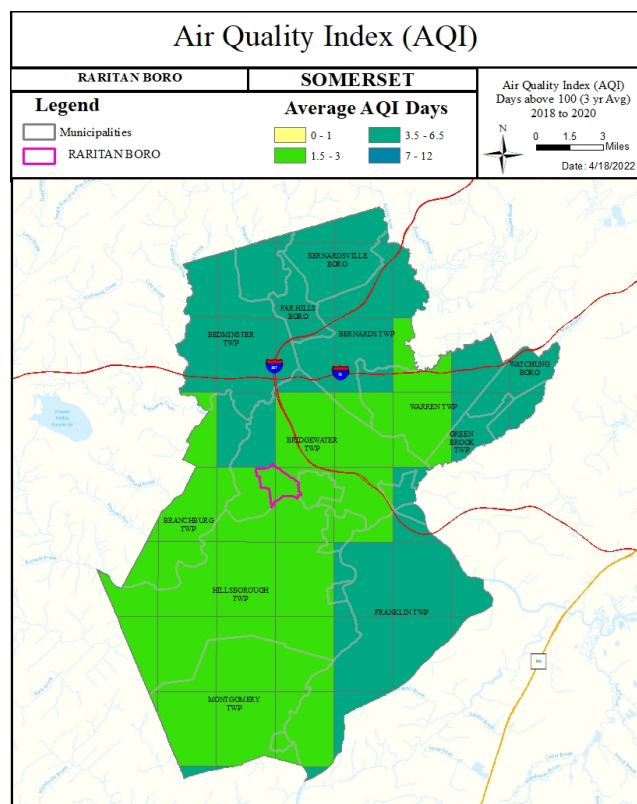 Air Quality Index (AQI)
RARITAN BORO
SOMERSET
Legend
Municipalities
RARITAN BORO
Average AQI Days
0 - 1
1.5 - 3
3.5 - 6.5
7 - 12
Air Quality Index (AQI)
Days above 100 (3 yr Avg)
2018 to 2020
N
0 1.5 3
Miles
Date: 4/18/2022
BERNARDSVILLE
BORO
FAR HILLS
BORO
BEDMINSTER
TWP
BERNARDS TWP
WATCHUNG
BORO
WARREN TWP
GREEN
BROOK
TWP
BRIDGEWATER
TWP
BRANCHBURG
TWP
HILLSBOROUGH
TWP
FRANKLIN TWP
MONTGOMERY
TWP